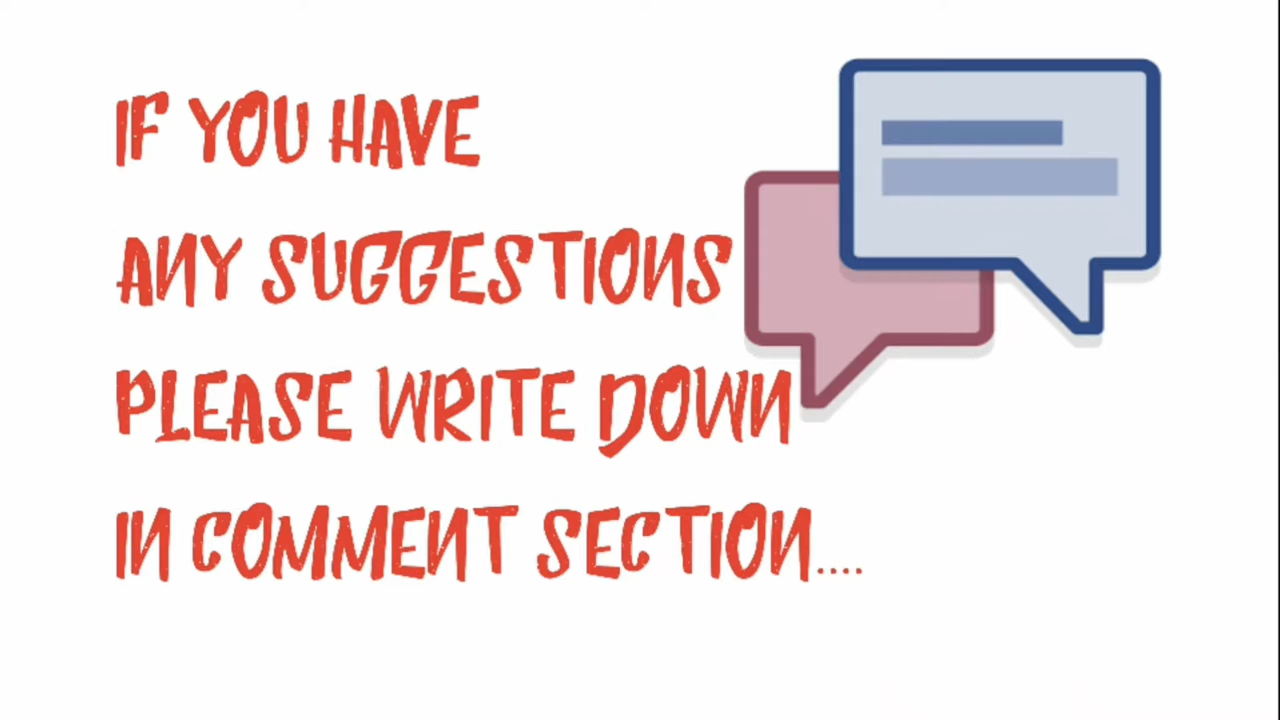 IF YOU HAVE
ANY SUGGESTIONS
PLEASE WRITE DOWN
IN COMMENT SECTION....